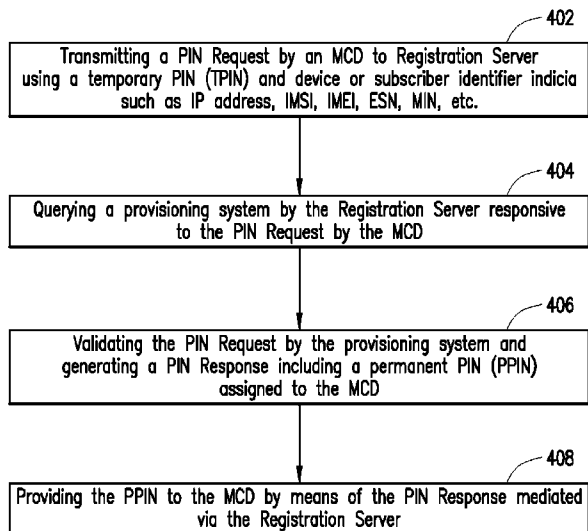 402
Transmitting a PIN Request by an MCD to Registration Server
using a temporary PIN (TPIN) and device or subscriber identifier indicia
such as IP address, IMSI, IMEI, ESN, MIN, etc.
404
Querying a provisioning system by the Registration Server responsive
to the PIN Request by the MCD
406
Validating the PIN Request by the provisioning system and
generating a PIN Response including a permanent PIN (PPIN)
assigned to the MCD
408
Providing the PPIN to the MCD by means of the PIN Response mediated
via the Registration Server